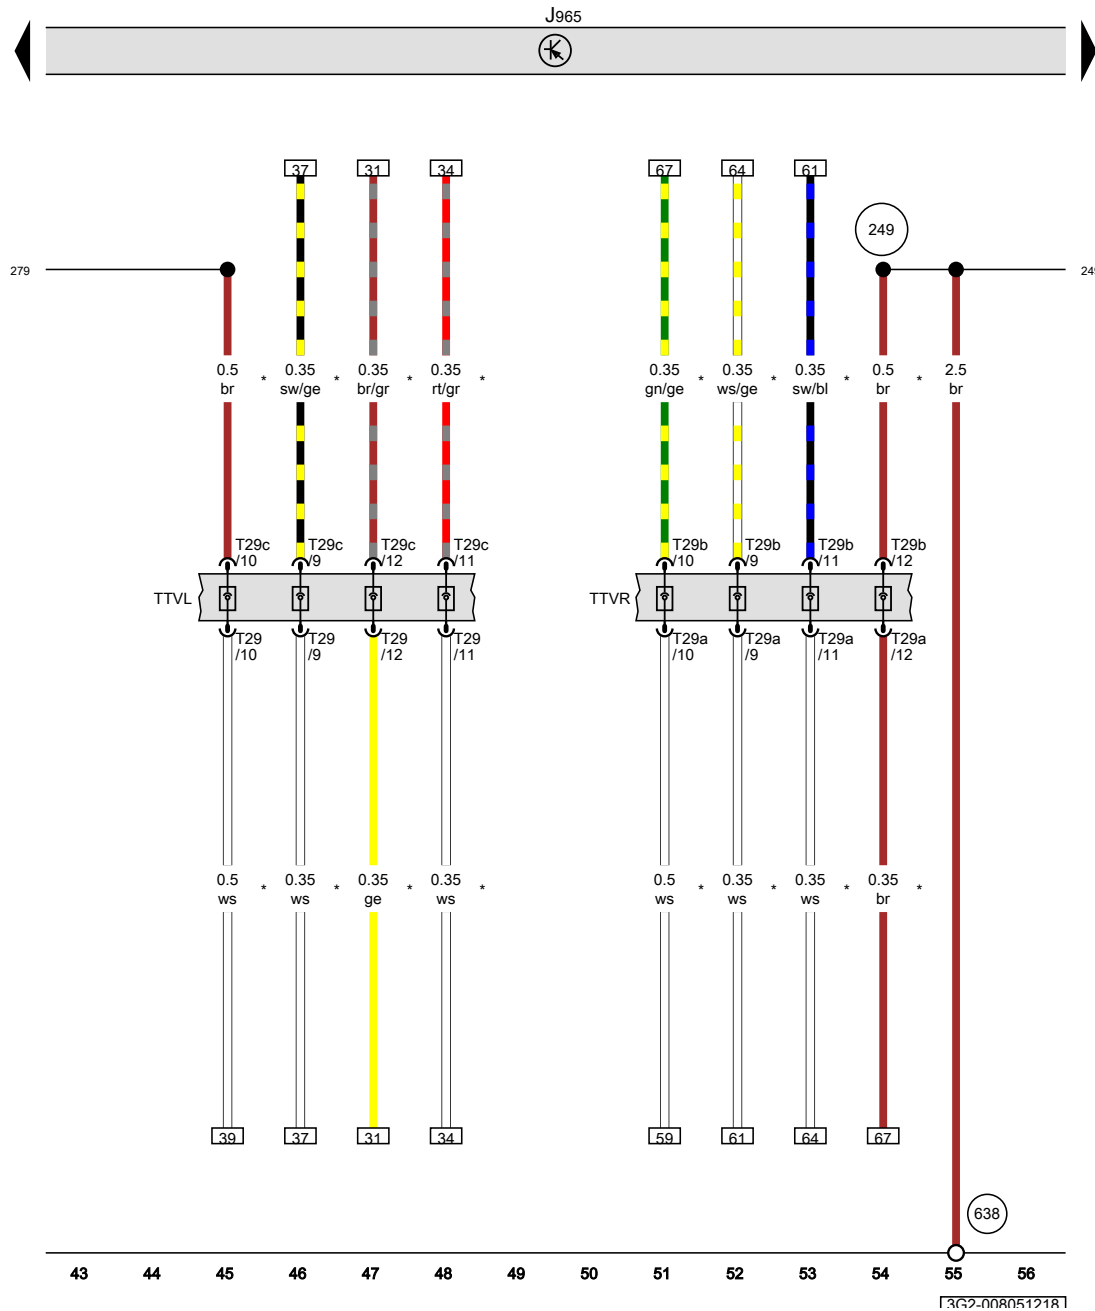 J965
37 31 34 67 64 61
249
279 249
0.5 * 0.35 * 0.35 * 0.35 * 0.35 * 0.35 * 0.35 * 0.5 * 2.5
br sw/ge br/gr rt/gr gn/ge ws/ge sw/bl br br
T29c T29c T29c T29c T29b T29b T29b T29b
/10 /9 /12 /11 /10 /9 /11 /12
TTVL TTVR
T29 T29 T29 T29 T29a T29a T29a T29a
/10 /9 /12 /11 /10 /9 /11 /12
0.5 * 0.35 * 0.35 * 0.35 * 0.5 * 0.35 * 0.35 * 0.35 *
ws ws ge ws ws ws ws br
39 37 31 34 59 61 64 67
638
43 44 45 46 47 48 49 50 51 52 53 54 55 56
3G2-008051218